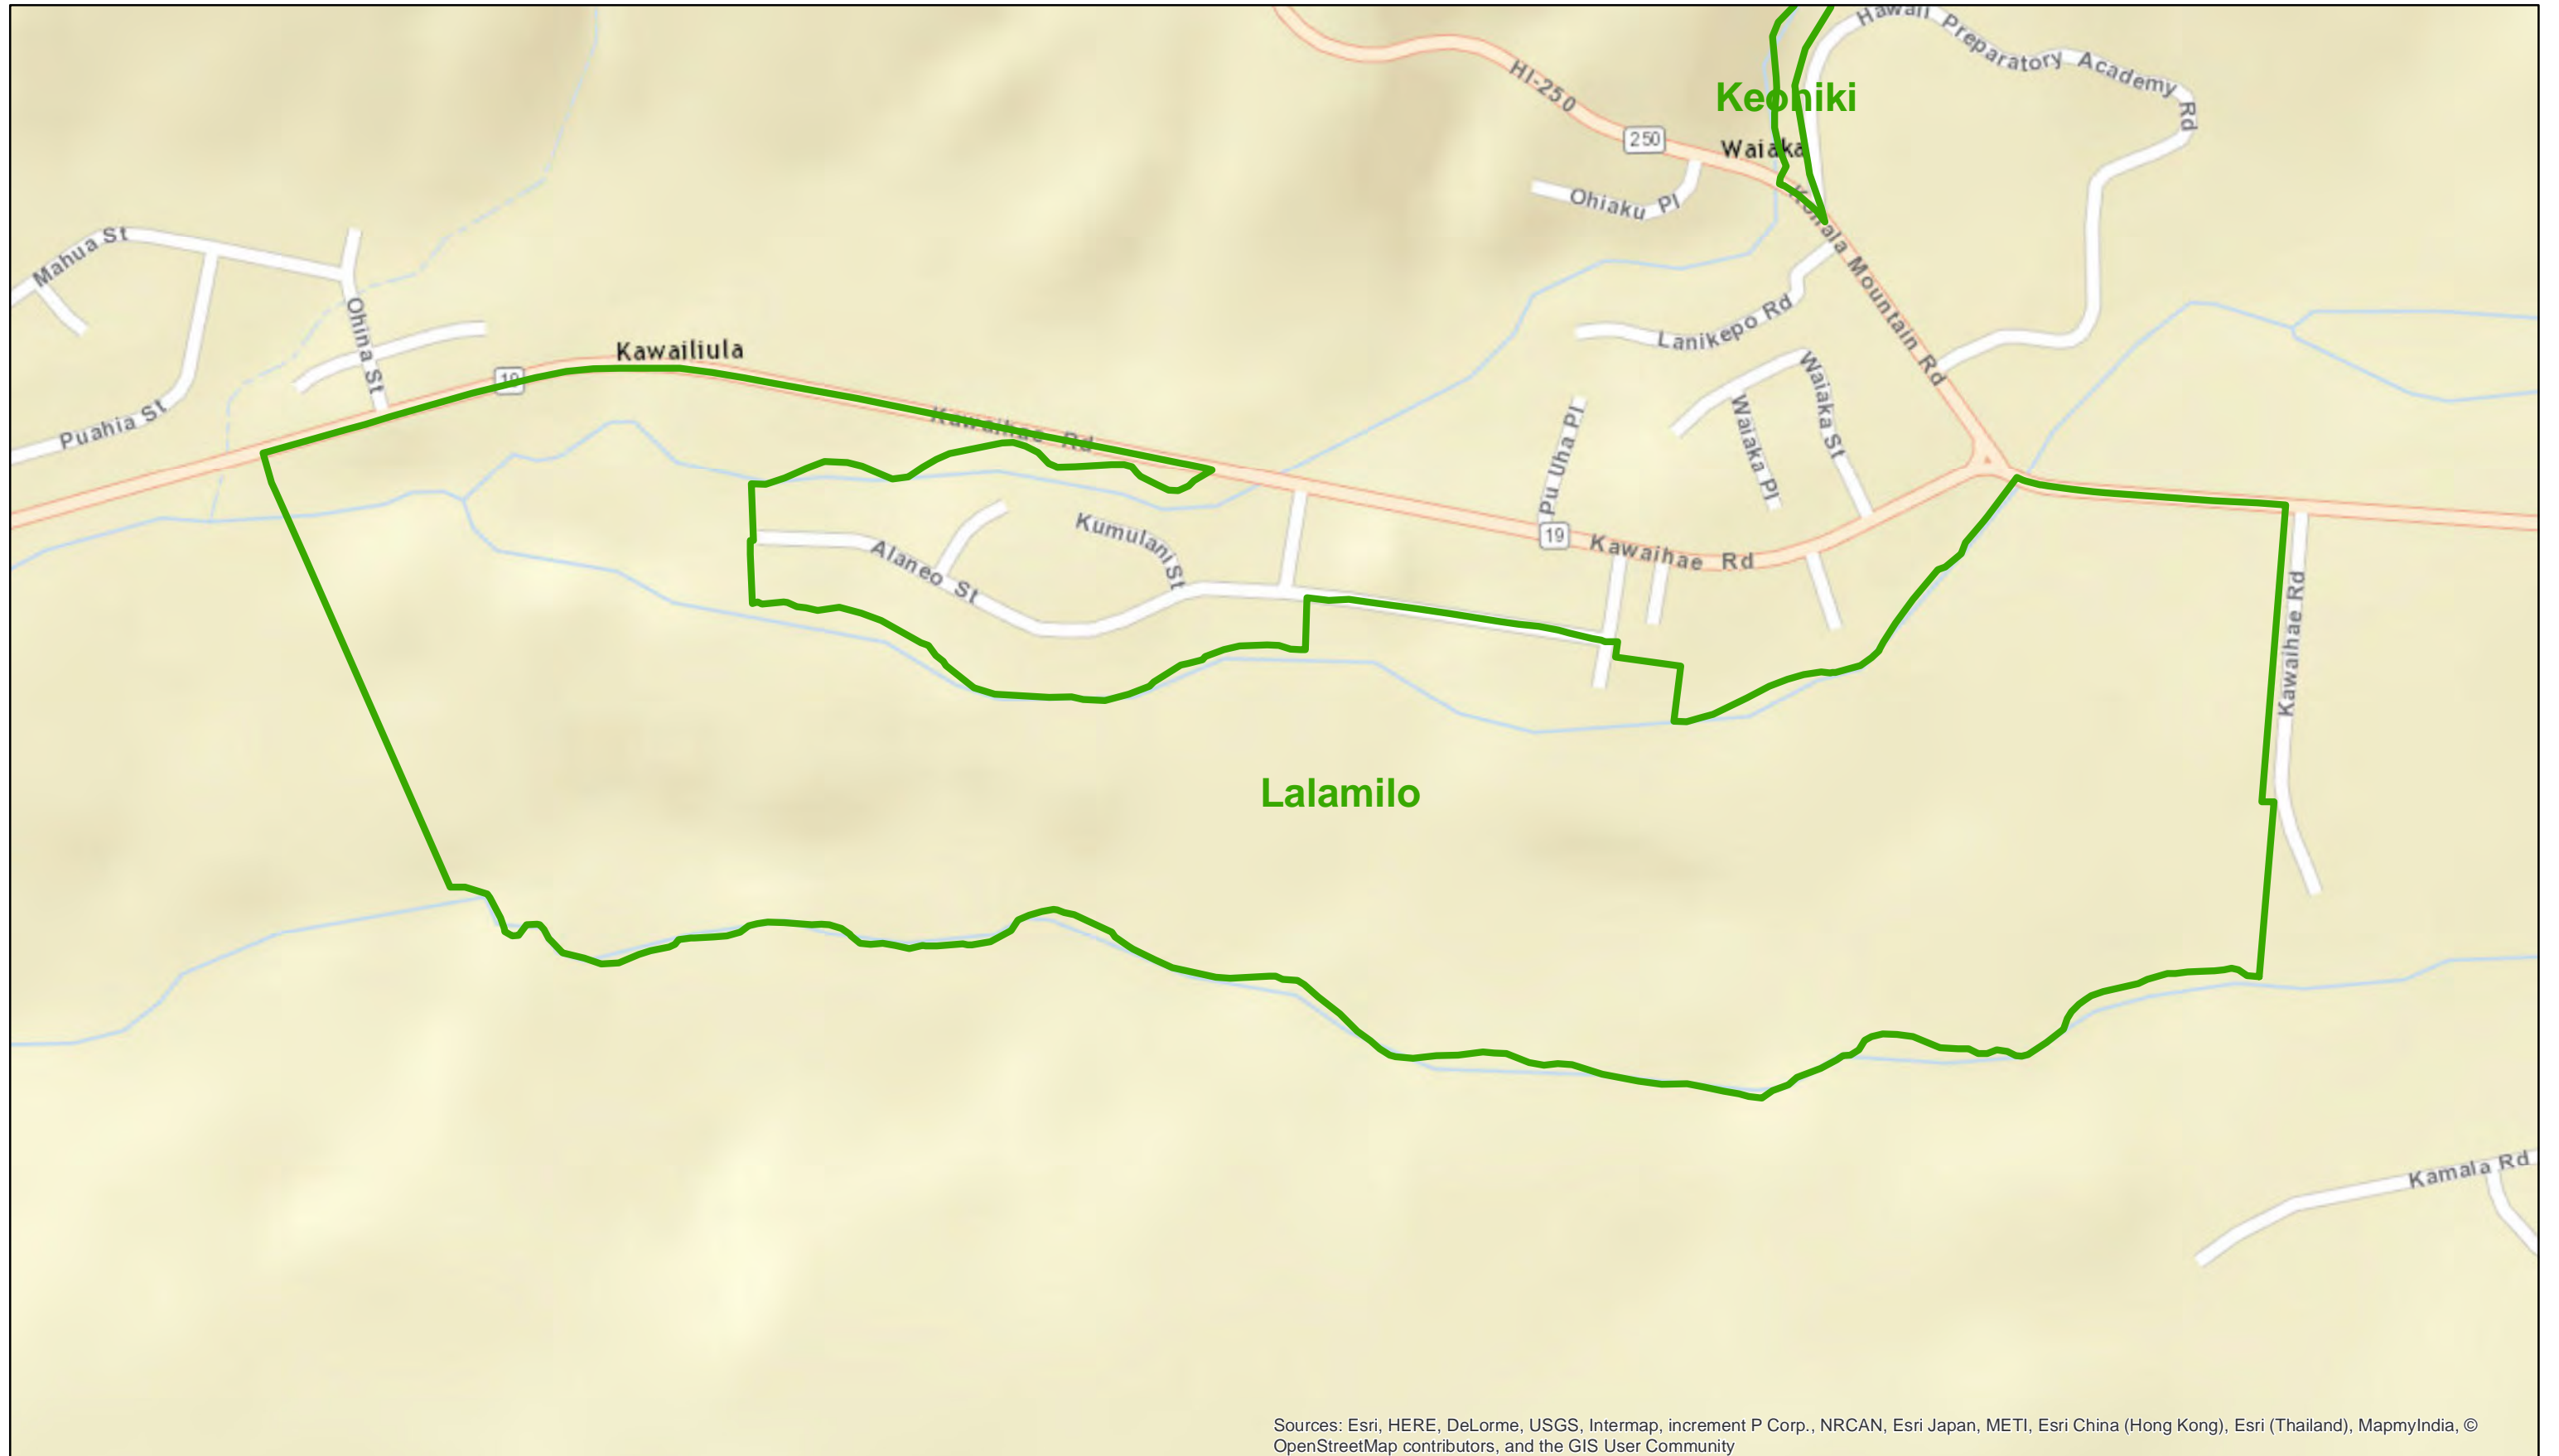 Hawaii Preparatory Academy Rd
HI-250
Keoniki
250
Waiaka
Ohiaku Pl
Kohala Mountain Rd
Mahua St
Ohina St
Lanikepo Rd
Kawailiula
19
Waiaka St
Waiaka Pl
Puahia St
Kawaihae Rd
Pu Uha Pl
Kumulani St
19
Kawaihae Rd
Alaneo St
Kawaihae Rd
Lalamilo
Kamala Rd
Sources: Esri, HERE, DeLorme, USGS, Intermap, increment P Corp., NRCAN, Esri Japan, METI, Esri China (Hong Kong), Esri (Thailand), MapmyIndia, ©
OpenStreetMap contributors, and the GIS User Community